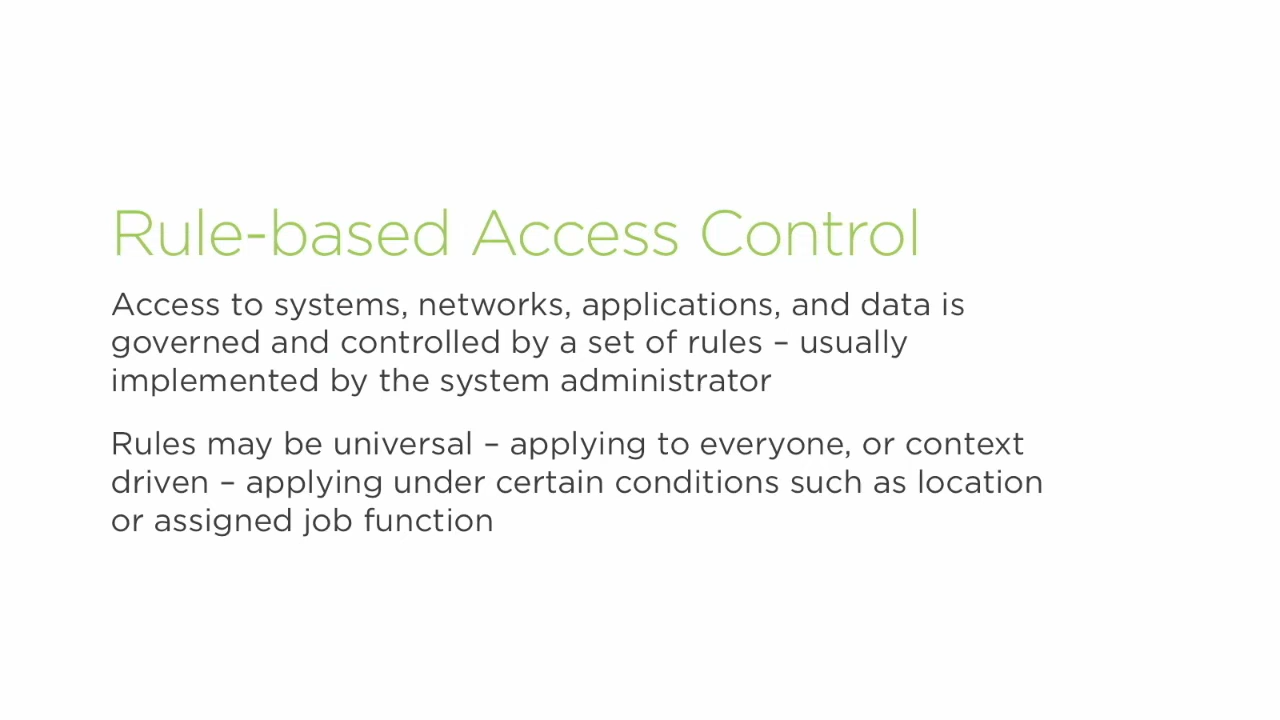 Rule-based Access Control
Access to systems, networks, applications, and data is
governed and controlled by a set of rules – usually
implemented by the system administrator
Rules may be universal – applying to everyone, or context
driven – applying under certain conditions such as location
or assigned job function